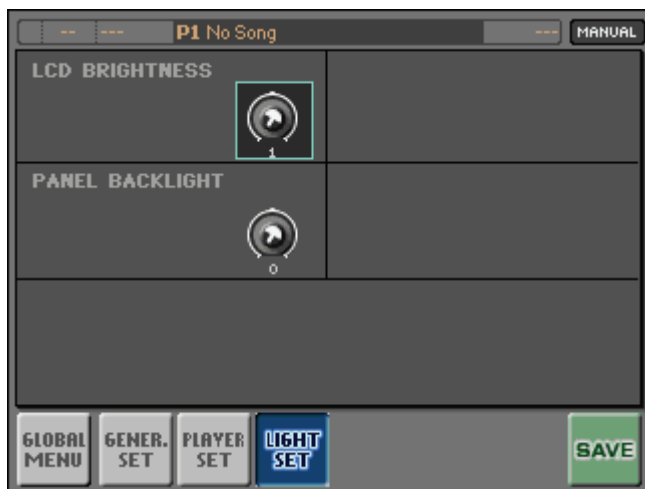 -- --- P1 No Song --- MANUAL
LCD BRIGHTNESS
1
PANEL BACKLIGHT
0
GLOBAL MENU
GENER. SET
PLAYER SET
LIGHT SET
SAVE